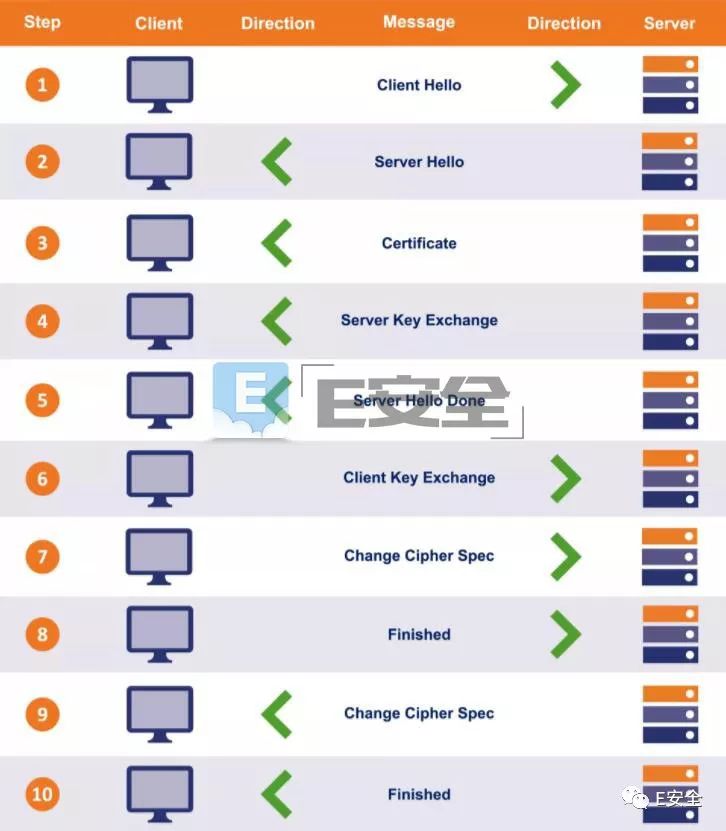 Step Client Direction Message Direction Server
1 Client Hello
2 Server Hello
3 Certificate
4 Server Key Exchange
E E安全
5 Server Hello Done
6 Client Key Exchange
7 Change Cipher Spec
8 Finished
9 Change Cipher Spec
10 Finished
E安全